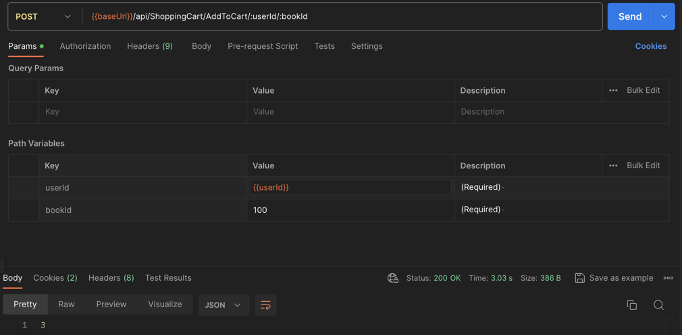 POST {{baseUrl}}/api/ShoppingCart/AddToCart/:userId/:bookId Send
Params Authorization Headers (9) Body Pre-request Script Tests Settings Cookies
Query Params
Key Value Description Bulk Edit
Key Value Description
Path Variables
Key Value Description Bulk Edit
userId {{userId}} (Required)
bookId 100 (Required)
Body Cookies (2) Headers (8) Test Results Status: 200 OK Time: 3.03 s Size: 386 B Save as example
Pretty Raw Preview Visualize JSON
1 3